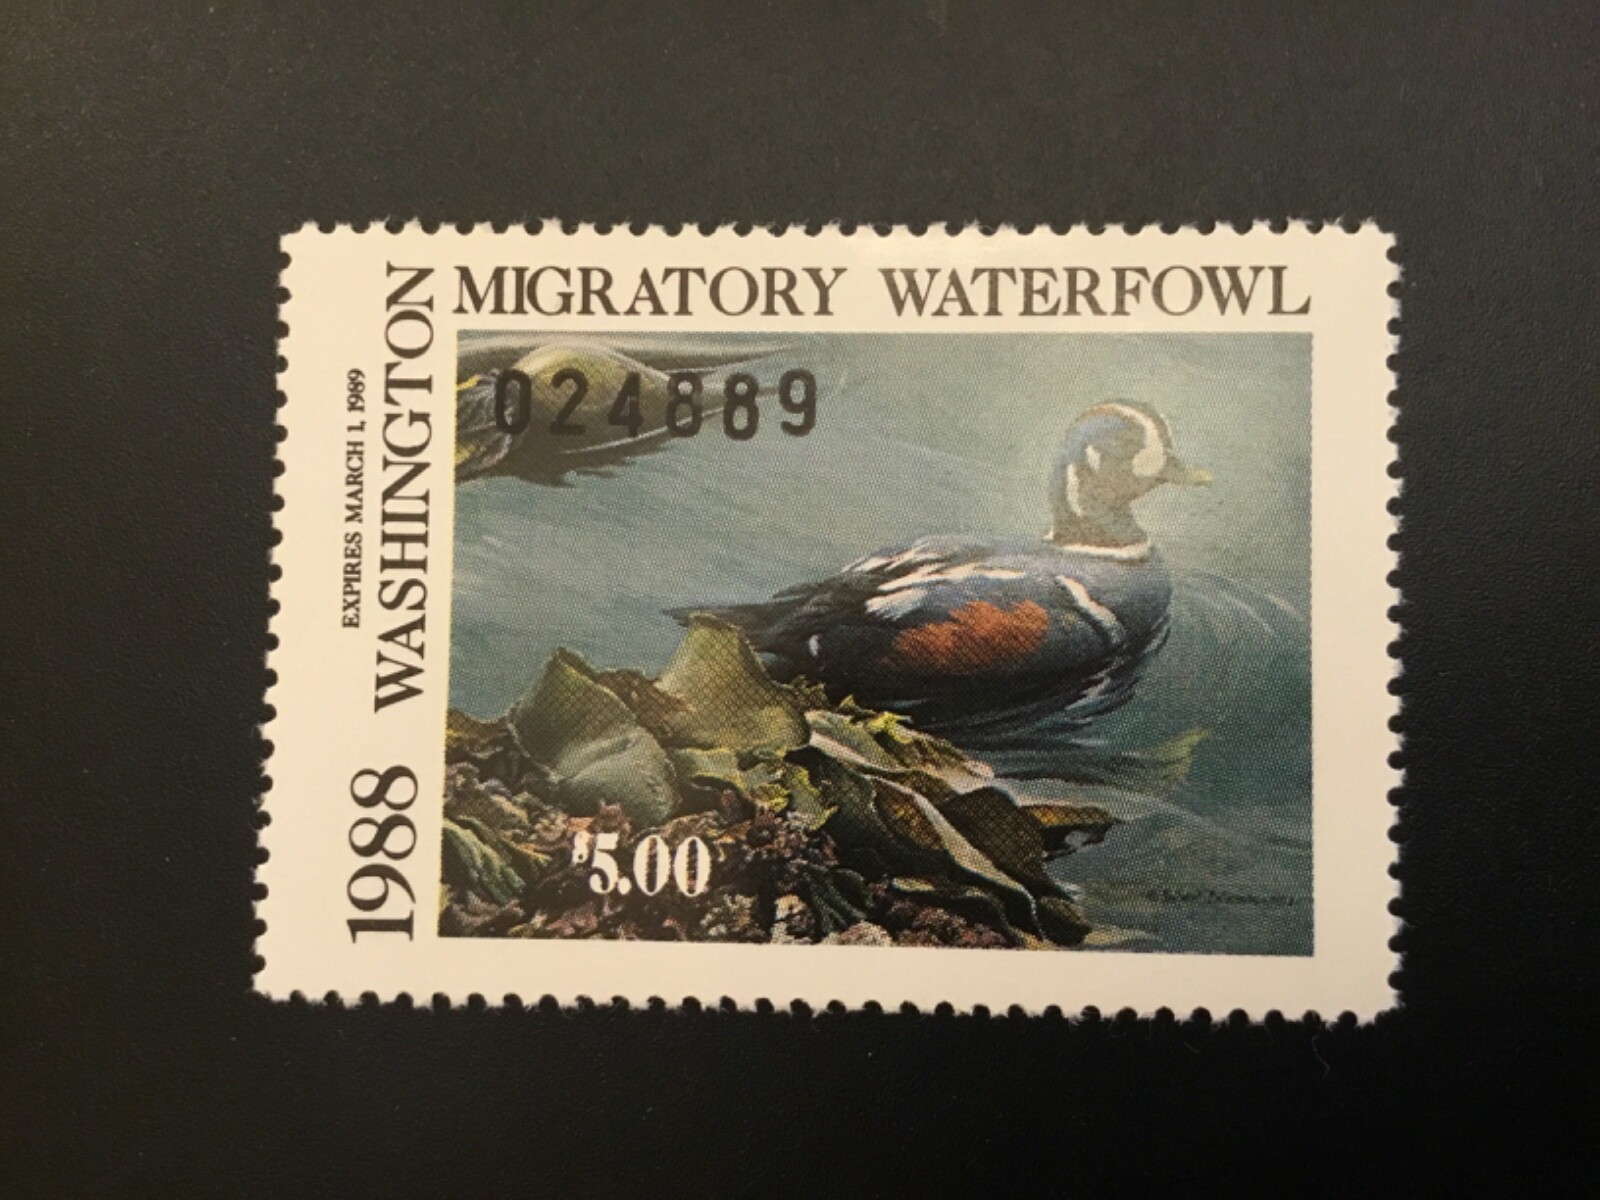 MIGRATORY WATERFOWL
1988 WASHINGTON
EXPIRES MARCH 1, 1989
024889
$5.00